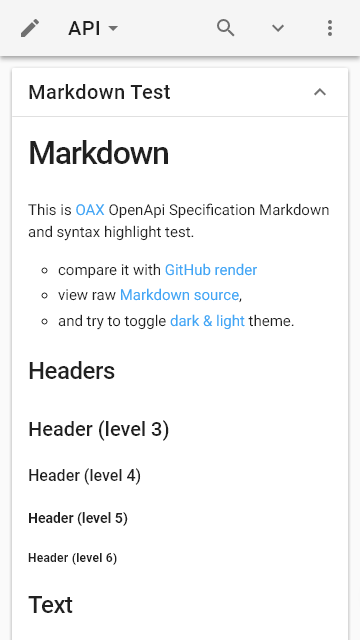 API
Markdown Test
Markdown
This is OAX OpenApi Specification Markdown
and syntax highlight test.
compare it with GitHub render
view raw Markdown source,
and try to toggle dark & light theme.
Headers
Header (level 3)
Header (level 4)
Header (level 5)
Header (level 6)
Text